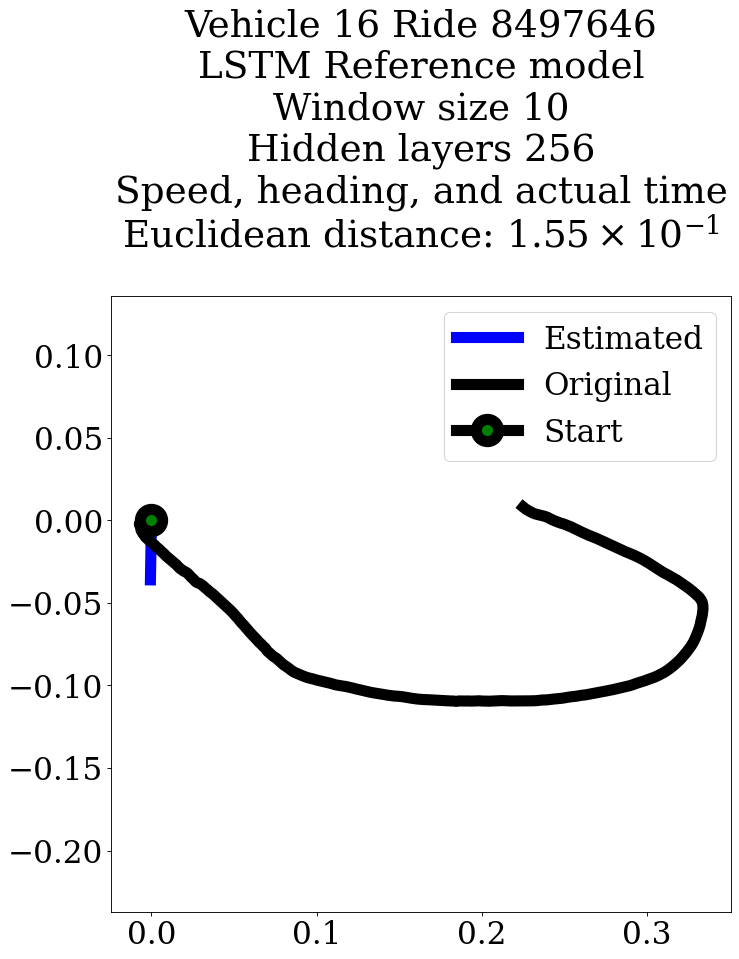 Vehicle 16 Ride 8497646
LSTM Reference model
Window size 10
Hidden layers 256
Speed, heading, and actual time
Euclidean distance: 1.55 × 10⁻¹
Estimated
Original
Start
0.10
0.05
0.00
−0.05
−0.10
−0.15
−0.20
0.0 0.1 0.2 0.3